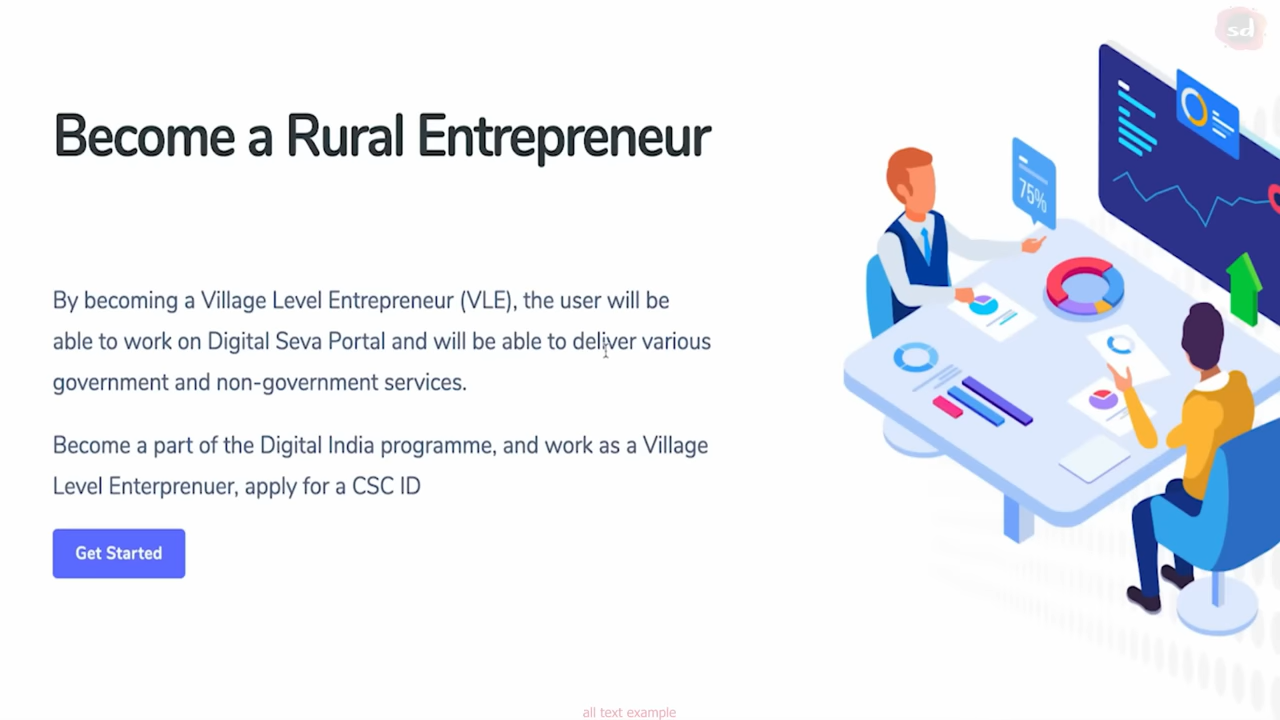 sd
Become a Rural Entrepreneur
75%
By becoming a Village Level Entrepreneur (VLE), the user will be
able to work on Digital Seva Portal and will be able to deliver various
government and non-government services.
Become a part of the Digital India programme, and work as a Village
Level Enterprenuer, apply for a CSC ID
Get Started
all text example